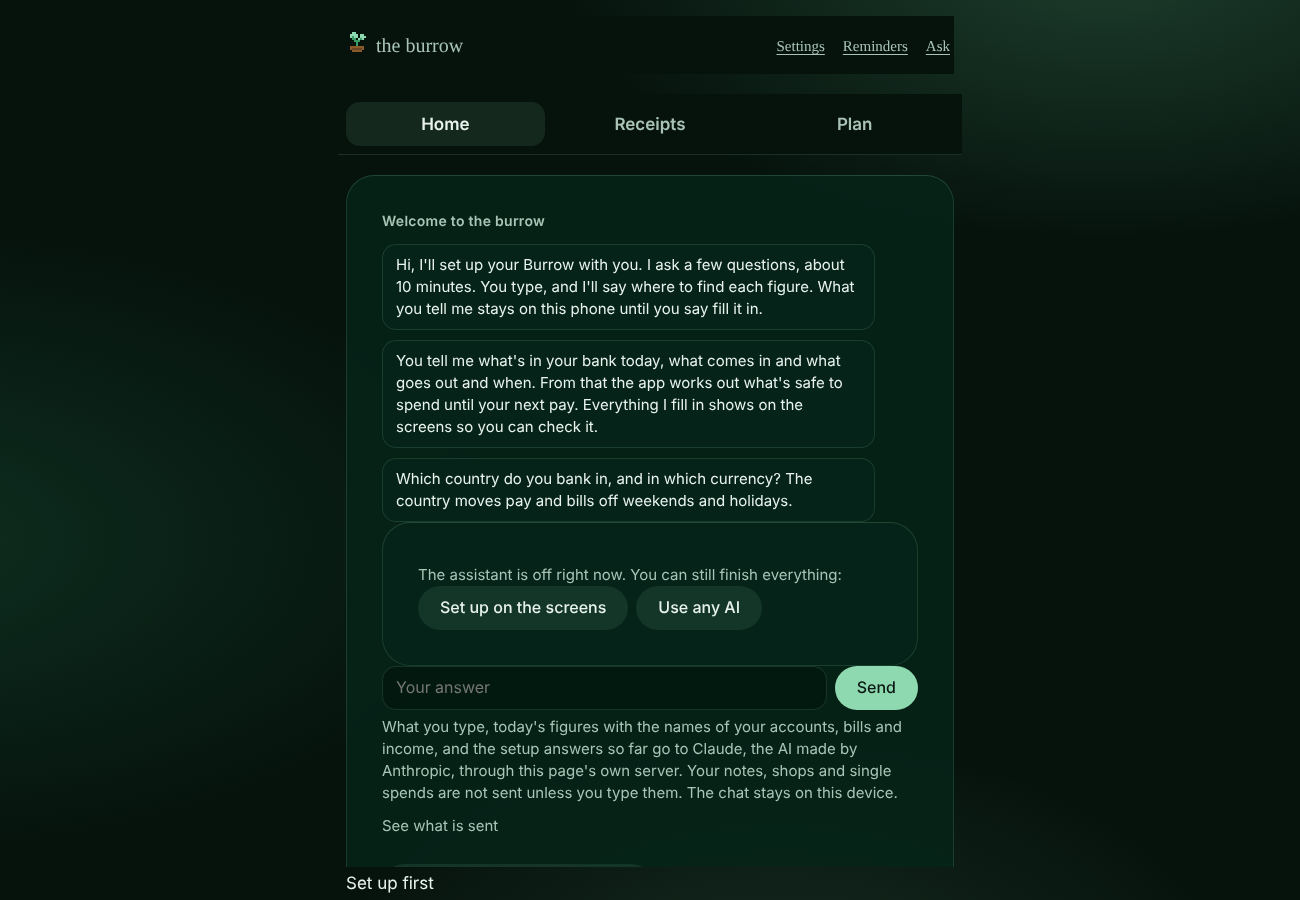 the burrow
Settings Reminders Ask
Home Receipts Plan
Welcome to the burrow
Hi, I'll set up your Burrow with you. I ask a few questions, about
10 minutes. You type, and I'll say where to find each figure. What
you tell me stays on this phone until you say fill it in.
You tell me what's in your bank today, what comes in and what
goes out and when. From that the app works out what's safe to
spend until your next pay. Everything I fill in shows on the
screens so you can check it.
Which country do you bank in, and in which currency? The
country moves pay and bills off weekends and holidays.
The assistant is off right now. You can still finish everything:
Set up on the screens Use any AI
Your answer Send
What you type, today's figures with the names of your accounts, bills and
income, and the setup answers so far go to Claude, the AI made by
Anthropic, through this page's own server. Your notes, shops and single
spends are not sent unless you type them. The chat stays on this device.
See what is sent
Set up first